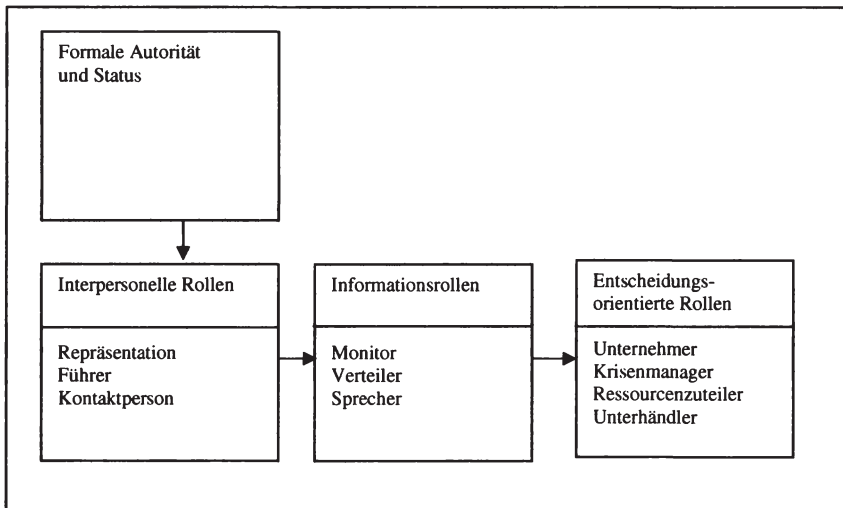 Formale Autorität
und Status
Interpersonelle Rollen
Repräsentation
Führer
Kontaktperson
Informationsrollen
Monitor
Verteiler
Sprecher
Entscheidungs-
orientierte Rollen
Unternehmer
Krisenmanager
Ressourcenzuteiler
Unterhändler